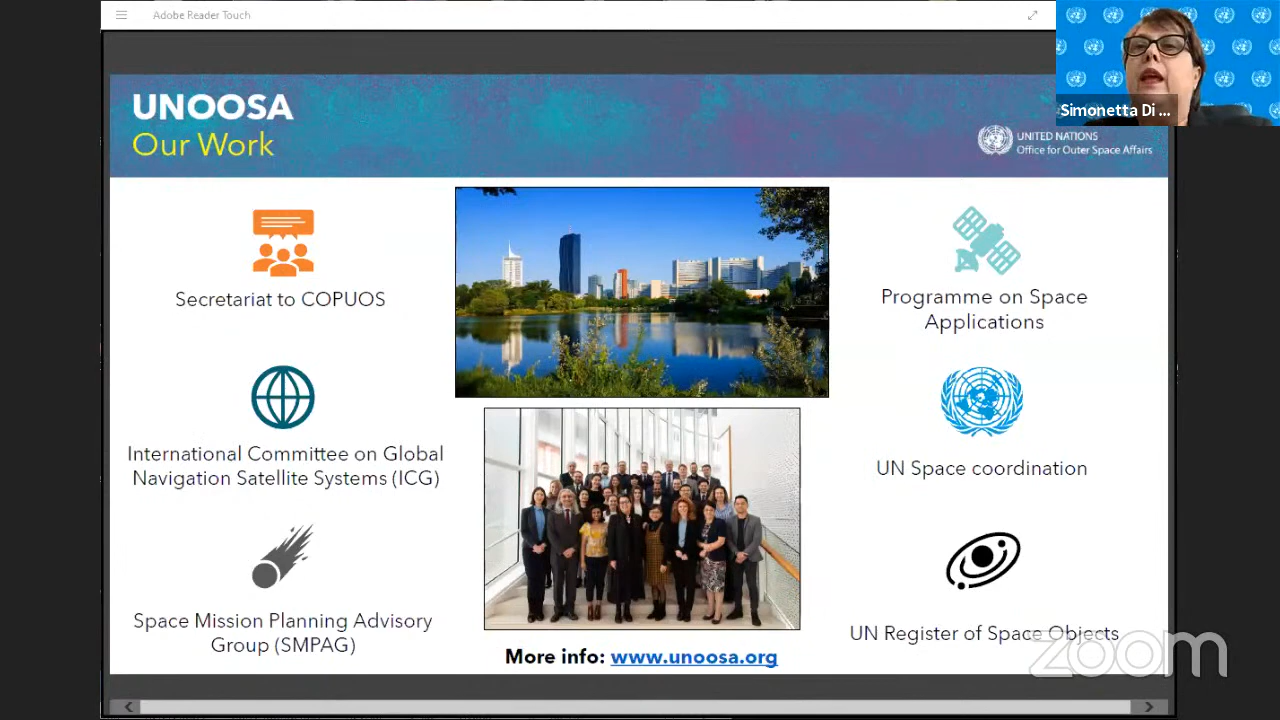 Adobe Reader Touch
UNOOSA
Our Work
UNITED NATIONS
Office for Outer Space Affairs
Simonetta Di ...
Secretariat to COPUOS
Programme on Space
Applications
International Committee on Global
Navigation Satellite Systems (ICG)
UN Space coordination
Space Mission Planning Advisory
Group (SMPAG)
UN Register of Space Objects
More info: www.unoosa.org
zoom